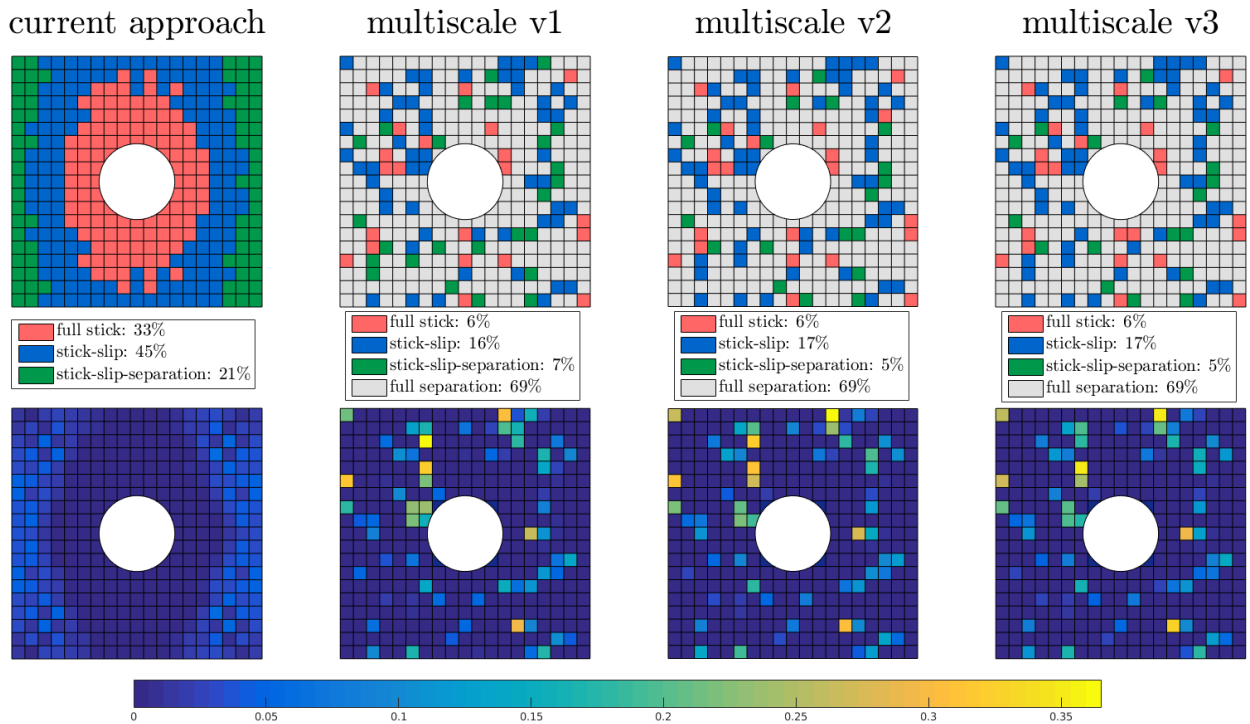 current approach
multiscale v1
multiscale v2
multiscale v3
full stick: 33%
stick-slip: 45%
stick-slip-separation: 21%
full stick: 6%
stick-slip: 16%
stick-slip-separation: 7%
full separation: 69%
full stick: 6%
stick-slip: 17%
stick-slip-separation: 5%
full separation: 69%
full stick: 6%
stick-slip: 17%
stick-slip-separation: 5%
full separation: 69%
0 0.05 0.1 0.15 0.2 0.25 0.3 0.35